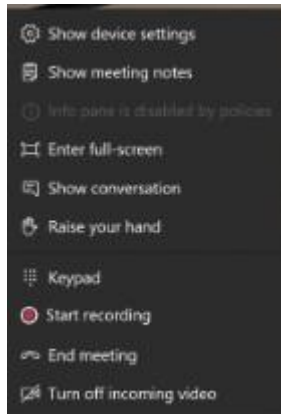 Show device settings
Show meeting notes
Info pane is disabled by policies
Enter full-screen
Show conversation
Raise your hand
Keypad
Start recording
End meeting
Turn off incoming video